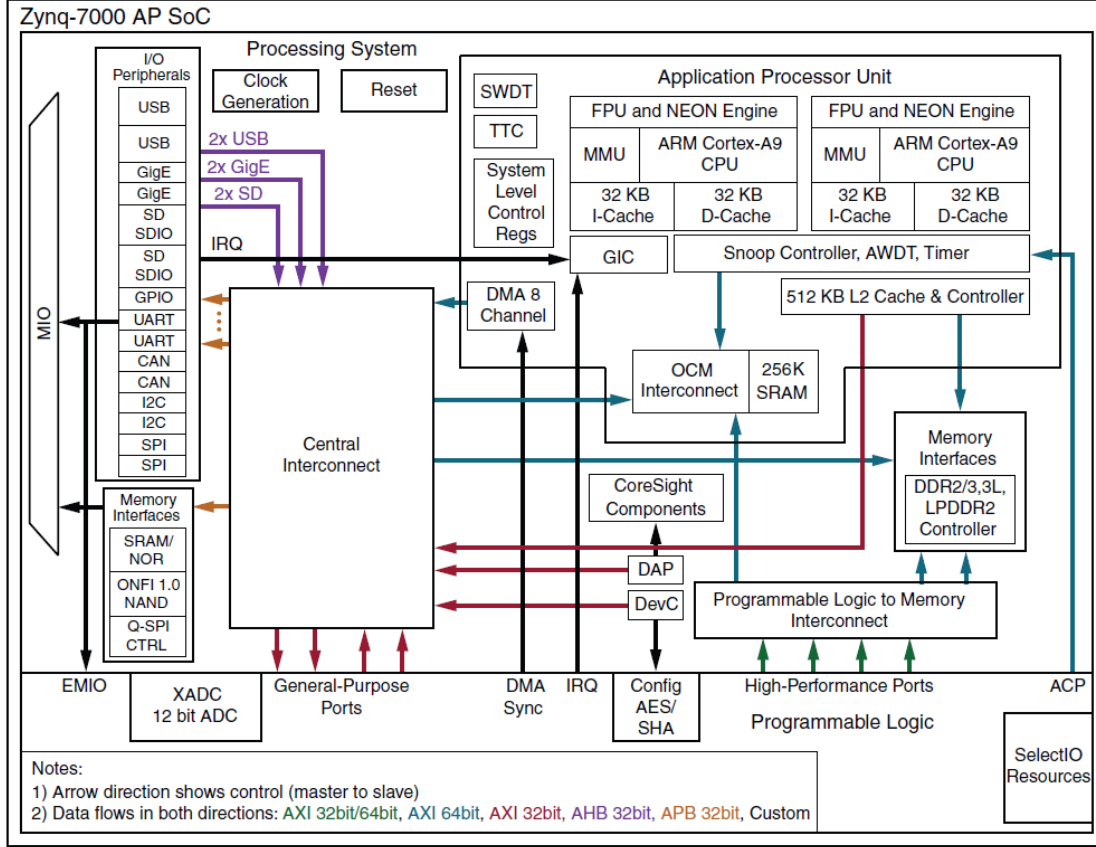 Zynq-7000 AP SoC
Processing System
I/O
Peripherals
USB
USB
GigE
GigE
SD
SDIO
SD
SDIO
GPIO
UART
UART
CAN
CAN
I2C
I2C
SPI
SPI
MIO
Clock
Generation
Reset
2x USB
2x GigE
2x SD
IRQ
Application Processor Unit
SWDT
TTC
System
Level
Control
Regs
FPU and NEON Engine
MMU
ARM Cortex-A9
CPU
32 KB
I-Cache
32 KB
D-Cache
FPU and NEON Engine
MMU
ARM Cortex-A9
CPU
32 KB
I-Cache
32 KB
D-Cache
GIC
Snoop Controller, AWDT, Timer
DMA 8
Channel
512 KB L2 Cache & Controller
OCM
Interconnect
256K
SRAM
Central
Interconnect
Memory
Interfaces
DDR2/3,3L,
LPDDR2
Controller
CoreSight
Components
DAP
DevC
Programmable Logic to Memory
Interconnect
Memory
Interfaces
SRAM/
NOR
ONFI 1.0
NAND
Q-SPI
CTRL
EMIO
XADC
12 bit ADC
General-Purpose
Ports
DMA
Sync
IRQ
Config
AES/
SHA
High-Performance Ports
ACP
Programmable Logic
SelectIO
Resources
Notes:
1) Arrow direction shows control (master to slave)
2) Data flows in both directions: AXI 32bit/64bit, AXI 64bit, AXI 32bit, AHB 32bit, APB 32bit, Custom